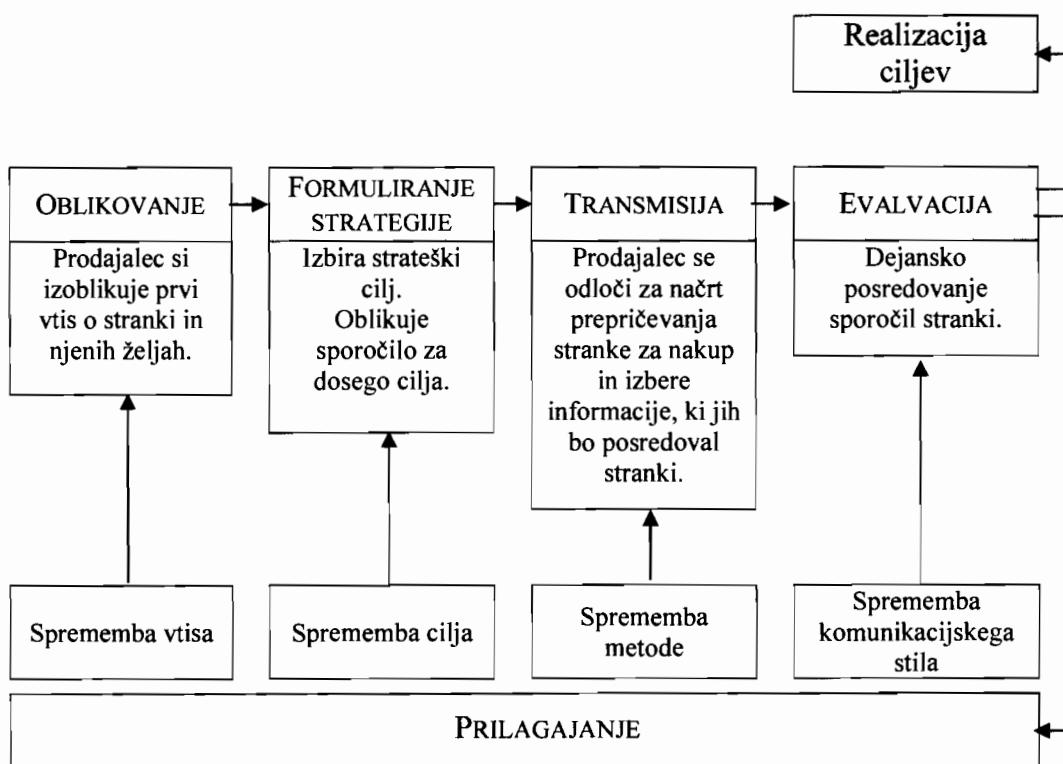 Realizacija
ciljev
OBLIKOVANJE
Prodajalec si
izoblikuje prvi
vtis o stranki in
njenih željah.
FORMULIRANJE
STRATEGIJE
Izbira strateški
cilj.
Oblikuje
sporočilo za
dosego cilja.
TRANSMISIJA
Prodajalec se
odloči za načrt
prepričevanja
stranke za nakup
in izbere
informacije, ki jih
bo posredoval
stranki.
EVALVACIJA
Dejansko
posredovanje
sporočil stranki.
Sprememba vtisa
Sprememba cilja
Sprememba
metode
Sprememba
komunikacijskega
stila
PRILAGAJANJE